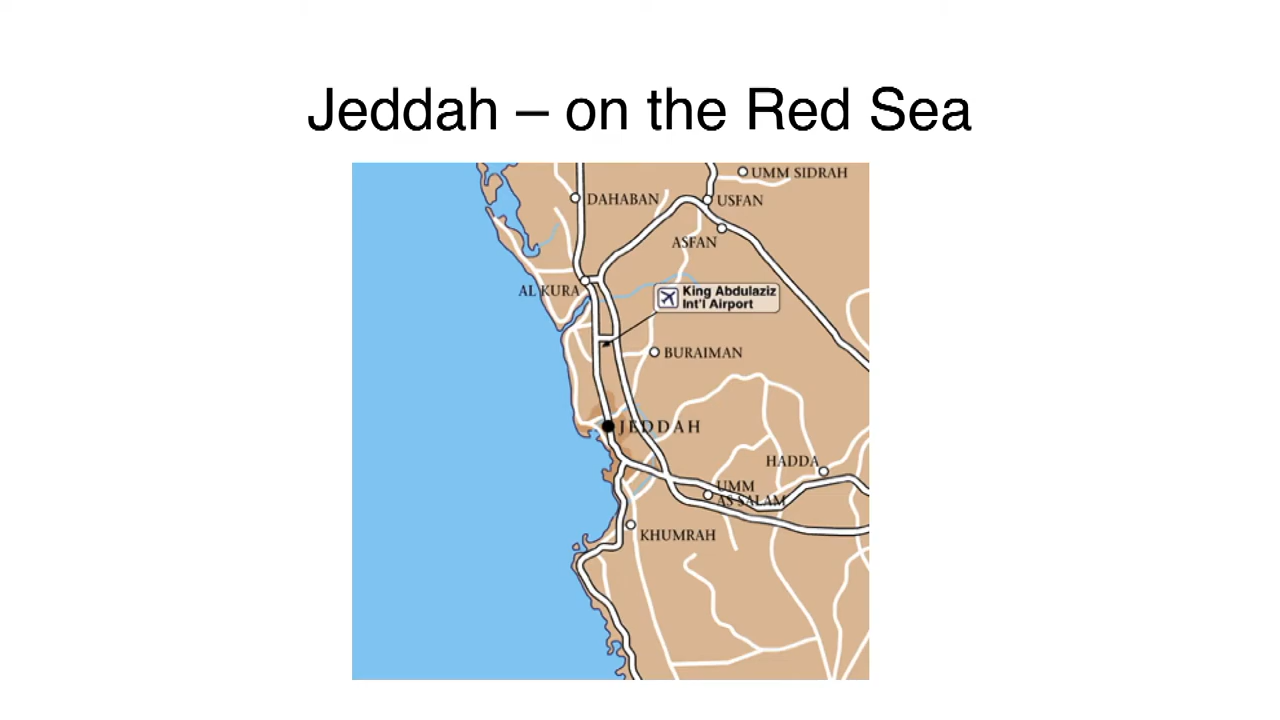 Jeddah – on the Red Sea
UMM SIDRAH
DAHABAN
USFAN
ASFAN
AL KURA
King Abdulaziz
Int'l Airport
BURAIMAN
JEDDAH
HADDA
UMM
AS SALAM
KHUMRAH